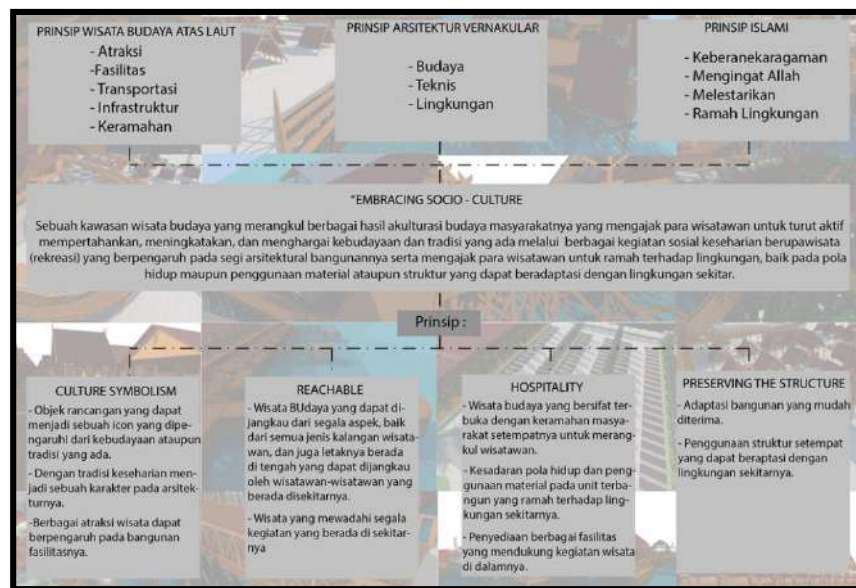 PRINSIP WISATA BUDAYA ATAS LAUT
- Atraksi
-Fasilitas
- Transportasi
- Infrastruktur
- Keramahan
PRINSIP ARSITEKTUR VERNAKULAR
- Budaya
- Teknis
- Lingkungan
PRINSIP ISLAMI
- Keberanekaragaman
- Mengingat Allah
- Melestarikan
- Ramah Lingkungan
"EMBRACING SOCIO - CULTURE
Sebuah kawasan wisata budaya yang merangkul berbagai hasil akulturasi budaya masyarakatnya yang mengajak para wisatawan untuk turut aktif
mempertahankan, meningkatakan, dan menghargai kebudayaan dan tradisi yang ada melalui berbagai kegiatan sosial keseharian berupawisata
(rekreasi) yang berpengaruh pada segi arsitektural bangunannya serta mengajak para wisatawan untuk ramah terhadap lingkungan, baik pada pola
hidup maupun penggunaan material ataupun struktur yang dapat beradaptasi dengan lingkungan sekitar.
Prinsip :
CULTURE SYMBOLISM
- Objek rancangan yang dapat
menjadi sebuah icon yang dipe-
ngaruhi dari kebudayaan ataupun
tradisi yang ada.
- Dengan tradisi keseharian men-
jadi sebuah karakter pada arsitek-
turnya.
-Berbagai atraksi wisata dapat
berpengaruh pada bangunan
fasilitasnya.
REACHABLE
- Wisata BUdaya yang dapat di-
jangkau dari segala aspek, baik
dari semua jenis kalangan wisata-
wan, dan juga letaknya berada
di tengah yang dapat dijangkau
oleh wisatawan-wisatawan yang
berada disekitarnya.
- Wisata yang mewadahi segala
kegiatan yang berada di sekitar-
nya
HOSPITALITY
- Wisata budaya yang bersifat ter-
buka dengan keramahan masya-
rakat setempatnya untuk merang-
kul wisatawan.
- Kesadaran pola hidup dan peng-
gunaan material pada unit terba-
ngun yang ramah terhadap ling-
kungan sekitarnya.
- Penyediaan berbagai fasilitas
yang mendukung kegiatan wisata
di dalamnya.
PRESERVING THE STRUCTURE
- Adaptasi bangunan yang mudah
diterima.
- Penggunaan struktur setempat
yang dapat beraptasi dengan
lingkungan sekitarnya.